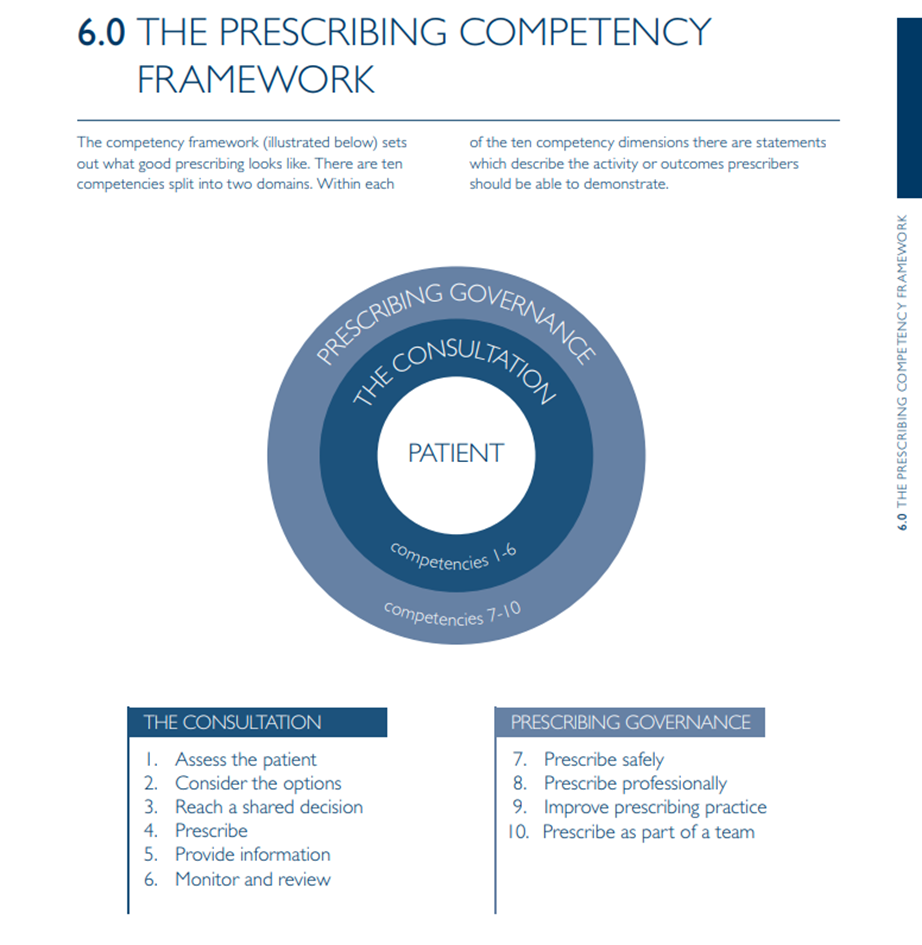 6.0 THE PRESCRIBING COMPETENCY
FRAMEWORK
The competency framework (illustrated below) sets
out what good prescribing looks like. There are ten
competencies split into two domains. Within each
of the ten competency dimensions there are statements
which describe the activity or outcomes prescribers
should be able to demonstrate.
6.0 THE PRESCRIBING COMPETENCY FRAMEWORK
PRESCRIBING GOVERNANCE
THE CONSULTATION
PATIENT
competencies 1-6
competencies 7-10
THE CONSULTATION
1. Assess the patient
2. Consider the options
3. Reach a shared decision
4. Prescribe
5. Provide information
6. Monitor and review
PRESCRIBING GOVERNANCE
7. Prescribe safely
8. Prescribe professionally
9. Improve prescribing practice
10. Prescribe as part of a team